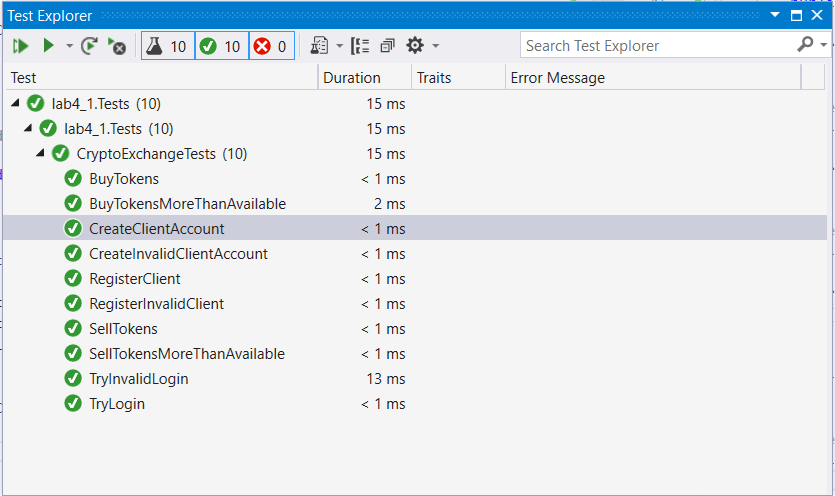 Test Explorer
10 10 0 Search Test Explorer
Test Duration Traits Error Message
lab4_1.Tests (10) 15 ms
lab4_1.Tests (10) 15 ms
CryptoExchangeTests (10) 15 ms
BuyTokens < 1 ms
BuyTokensMoreThanAvailable 2 ms
CreateClientAccount < 1 ms
CreateInvalidClientAccount < 1 ms
RegisterClient < 1 ms
RegisterInvalidClient < 1 ms
SellTokens < 1 ms
SellTokensMoreThanAvailable < 1 ms
TryInvalidLogin 13 ms
TryLogin < 1 ms